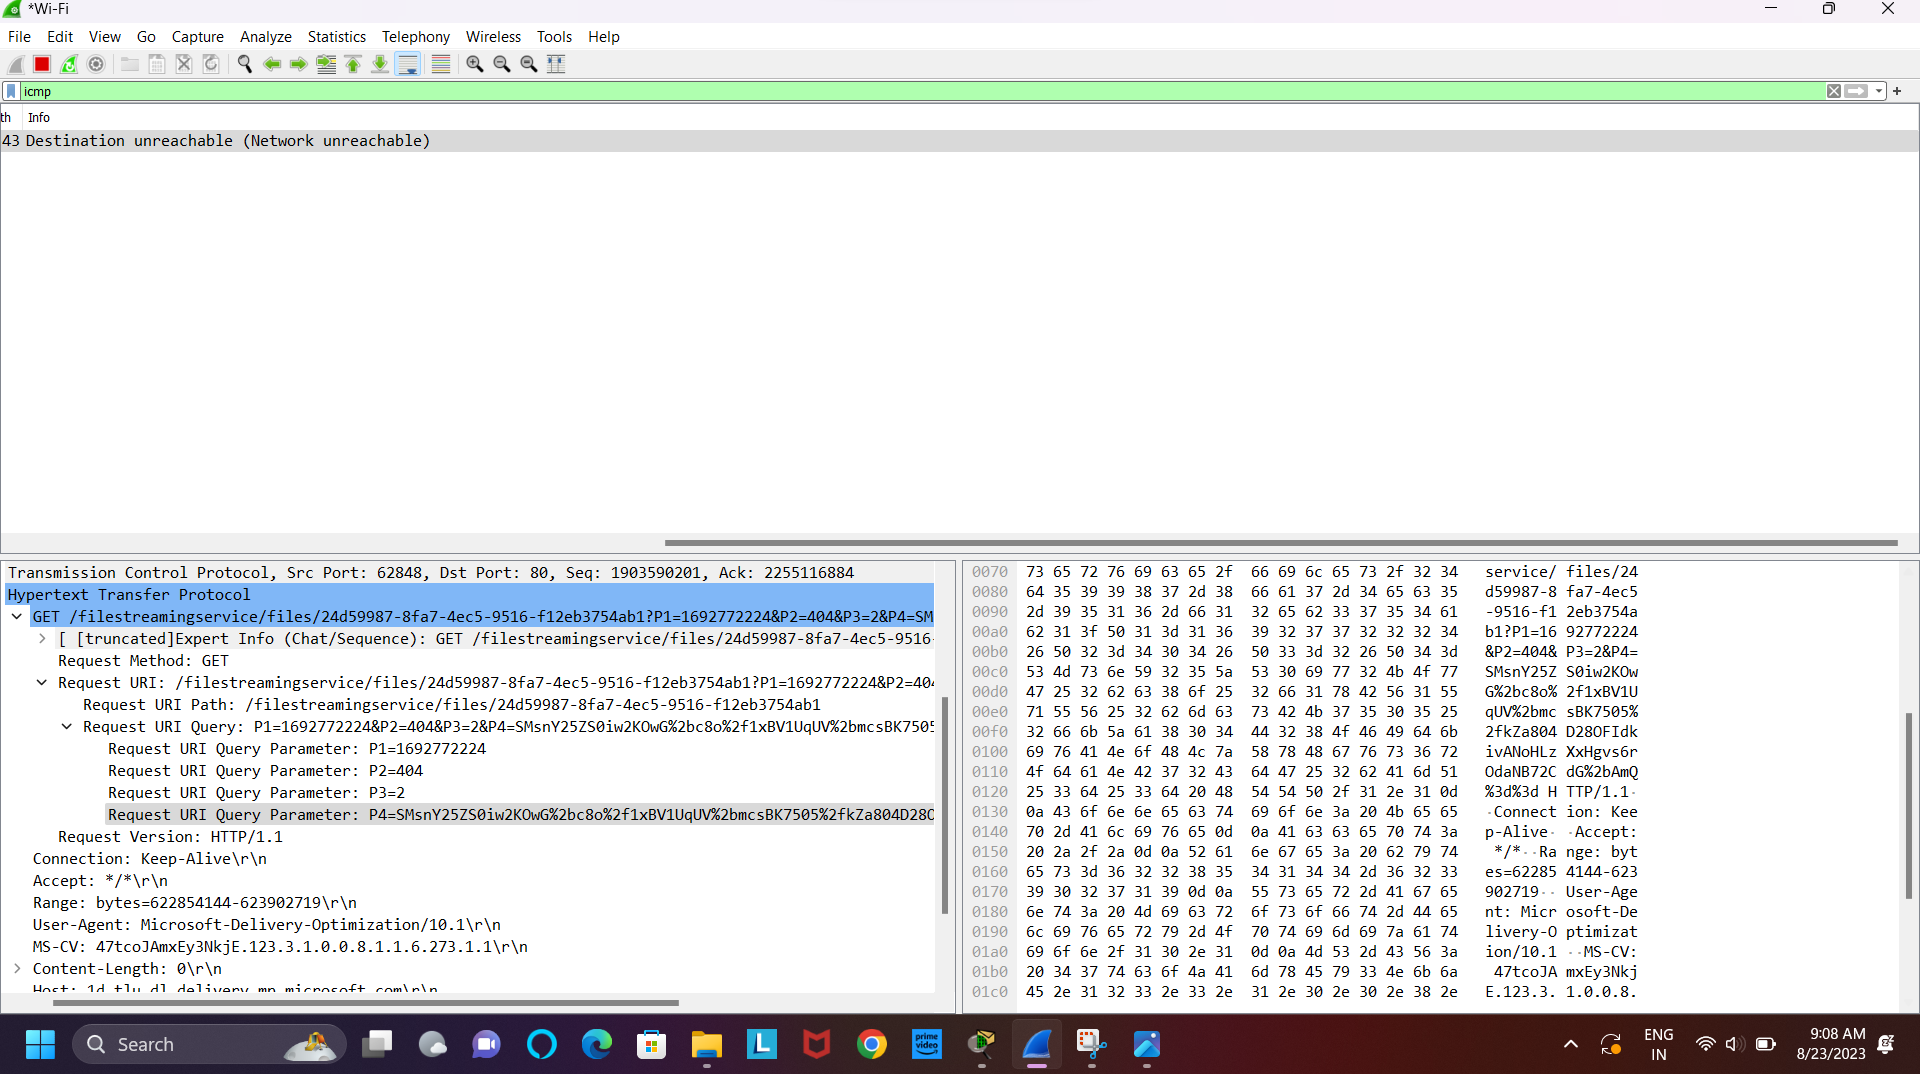 *Wi-Fi
File Edit View Go Capture Analyze Statistics Telephony Wireless Tools Help
icmp
th Info
43 Destination unreachable (Network unreachable)
Transmission Control Protocol, Src Port: 62848, Dst Port: 80, Seq: 1903590201, Ack: 2255116884
Hypertext Transfer Protocol
GET /filestreamingservice/files/24d59987-8fa7-4ec5-9516-f12eb3754ab1?P1=1692772224&P2=404&P3=2&P4=SM
[ [truncated]Expert Info (Chat/Sequence): GET /filestreamingservice/files/24d59987-8fa7-4ec5-9516-
Request Method: GET
Request URI: /filestreamingservice/files/24d59987-8fa7-4ec5-9516-f12eb3754ab1?P1=1692772224&P2=404
Request URI Path: /filestreamingservice/files/24d59987-8fa7-4ec5-9516-f12eb3754ab1
Request URI Query: P1=1692772224&P2=404&P3=2&P4=SMsnY25ZS0iw2KOwG%2bc8o%2f1xBV1UqUV%2bmcsBK7505
Request URI Query Parameter: P1=1692772224
Request URI Query Parameter: P2=404
Request URI Query Parameter: P3=2
Request URI Query Parameter: P4=SMsnY25ZS0iw2KOwG%2bc8o%2f1xBV1UqUV%2bmcsBK7505%2fkZa804D28O
Request Version: HTTP/1.1
Connection: Keep-Alive\r\n
Accept: */*\r\n
Range: bytes=622854144-623902719\r\n
User-Agent: Microsoft-Delivery-Optimization/10.1\r\n
MS-CV: 47tcoJAmxEy3NkjE.123.3.1.0.0.8.1.1.6.273.1.1\r\n
Content-Length: 0\r\n
Host: 1d.tlu.dl.delivery.mp.microsoft.com\r\n
0070 73 65 72 76 69 63 65 2f 66 69 6c 65 73 2f 32 34 service/ files/24
0080 64 35 39 39 38 37 2d 38 66 61 37 2d 34 65 63 35 d59987-8 fa7-4ec5
0090 2d 39 35 31 36 2d 66 31 32 65 62 33 37 35 34 61 -9516-f1 2eb3754a
00a0 62 31 3f 50 31 3d 31 36 39 32 37 37 32 32 32 34 b1?P1=16 92772224
00b0 26 50 32 3d 34 30 34 26 50 33 3d 32 26 50 34 3d &P2=404& P3=2&P4=
00c0 53 4d 73 6e 59 32 35 5a 53 30 69 77 32 4b 4f 77 SMsnY25Z S0iw2KOw
00d0 47 25 32 62 63 38 6f 25 32 66 31 78 42 56 31 55 G%2bc8o% 2f1xBV1U
00e0 71 55 56 25 32 62 6d 63 73 42 4b 37 35 30 35 25 qUV%2bmc sBK7505%
00f0 32 66 6b 5a 61 38 30 34 44 32 38 4f 46 49 64 6b 2fkZa804 D28OFIdk
0100 69 76 41 4e 6f 48 4c 7a 58 78 48 67 76 73 36 72 ivANoHLz XxHgvs6r
0110 4f 64 61 4e 42 37 32 43 64 47 25 32 62 41 6d 51 OdaNB72C dG%2bAmQ
0120 25 33 64 25 33 64 20 48 54 54 50 2f 31 2e 31 0d %3d%3d H TTP/1.1·
0130 0a 43 6f 6e 6e 65 63 74 69 6f 6e 3a 20 4b 65 65 ·Connect ion: Kee
0140 70 2d 41 6c 69 76 65 0d 0a 41 63 63 65 70 74 3a p-Alive· ·Accept:
0150 20 2a 2f 2a 0d 0a 52 61 6e 67 65 3a 20 62 79 74 */*··Ra nge: byt
0160 65 73 3d 36 32 32 38 35 34 31 34 34 2d 36 32 33 es=62285 4144-623
0170 39 30 32 37 31 39 0d 0a 55 73 65 72 2d 41 67 65 902719·· User-Age
0180 6e 74 3a 20 4d 69 63 72 6f 73 6f 66 74 2d 44 65 nt: Micr osoft-De
0190 6c 69 76 65 72 79 2d 4f 70 74 69 6d 69 7a 61 74 livery-O ptimizat
01a0 69 6f 6e 2f 31 30 2e 31 0d 0a 4d 53 2d 43 56 3a ion/10.1 ··MS-CV:
01b0 20 34 37 74 63 6f 4a 41 6d 78 45 79 33 4e 6b 6a 47tcoJA mxEy3Nkj
01c0 45 2e 31 32 33 2e 33 2e 31 2e 30 2e 30 2e 38 2e E.123.3. 1.0.0.8.
Search
L
prime video
ENG
IN
9:08 AM
8/23/2023